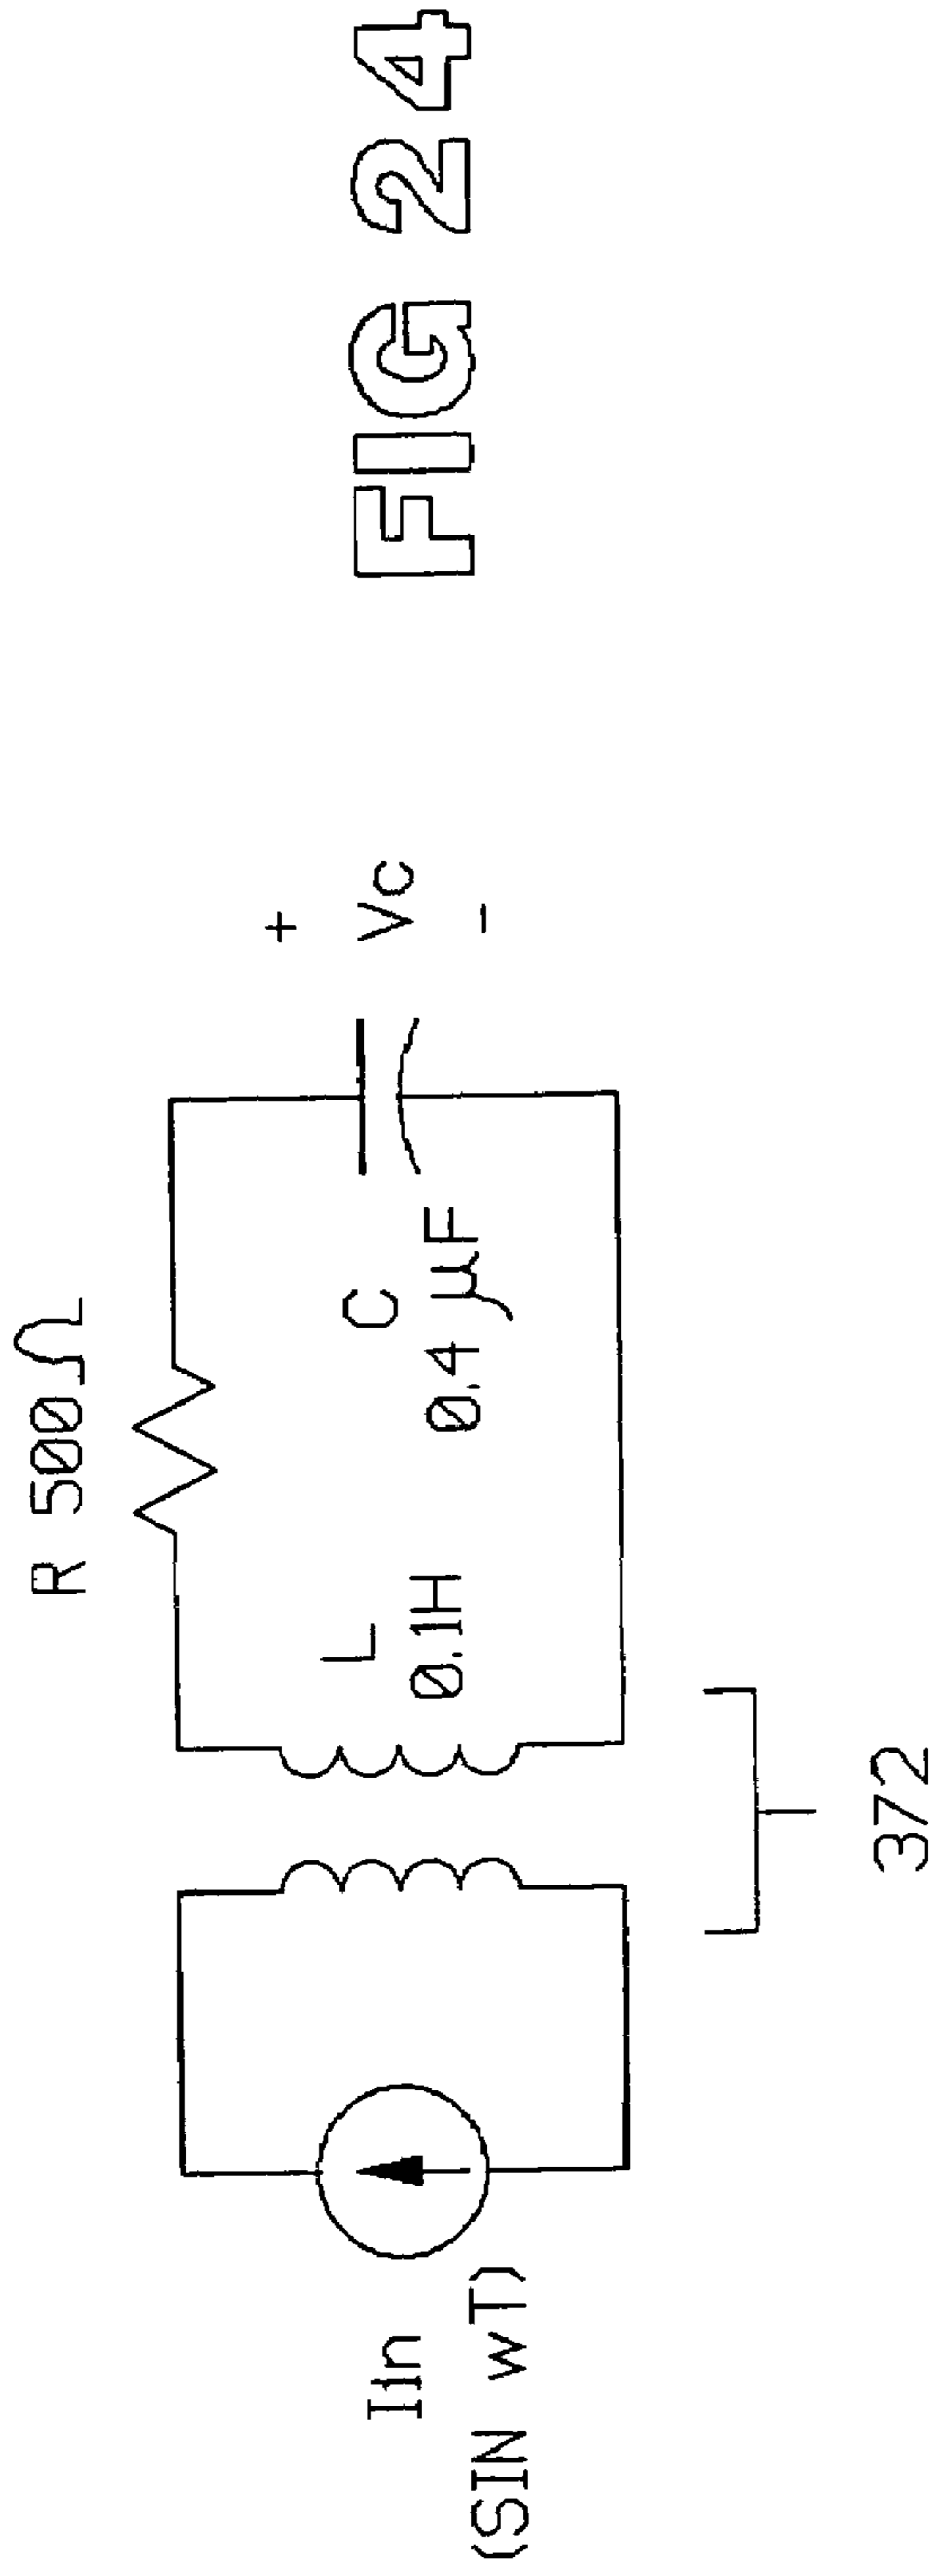 R 500Ω
L
0.1H
C
0.4 µF
+
Vc
-
IIn
(SIN wT)
372
FIG 24